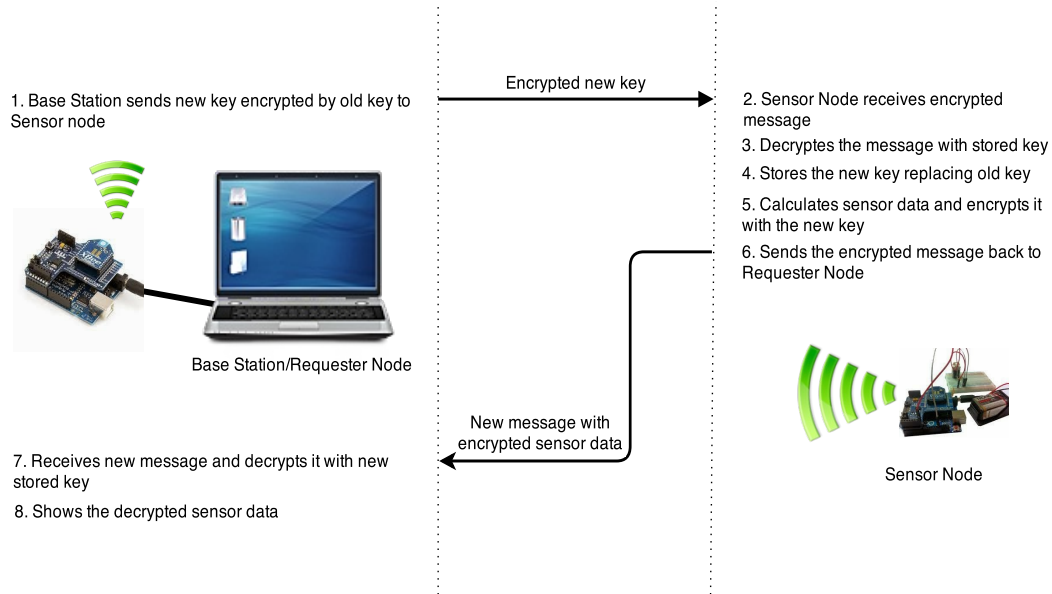 1. Base Station sends new key encrypted by old key to
Sensor node
Encrypted new key
2. Sensor Node receives encrypted
message
3. Decryptes the message with stored key
4. Stores the new key replacing old key
5. Calculates sensor data and encrypts it
with the new key
6. Sends the encrypted message back to
Requester Node
Base Station/Requester Node
New message with
encrypted sensor data
Sensor Node
7. Receives new message and decrypts it with new
stored key
8. Shows the decrypted sensor data